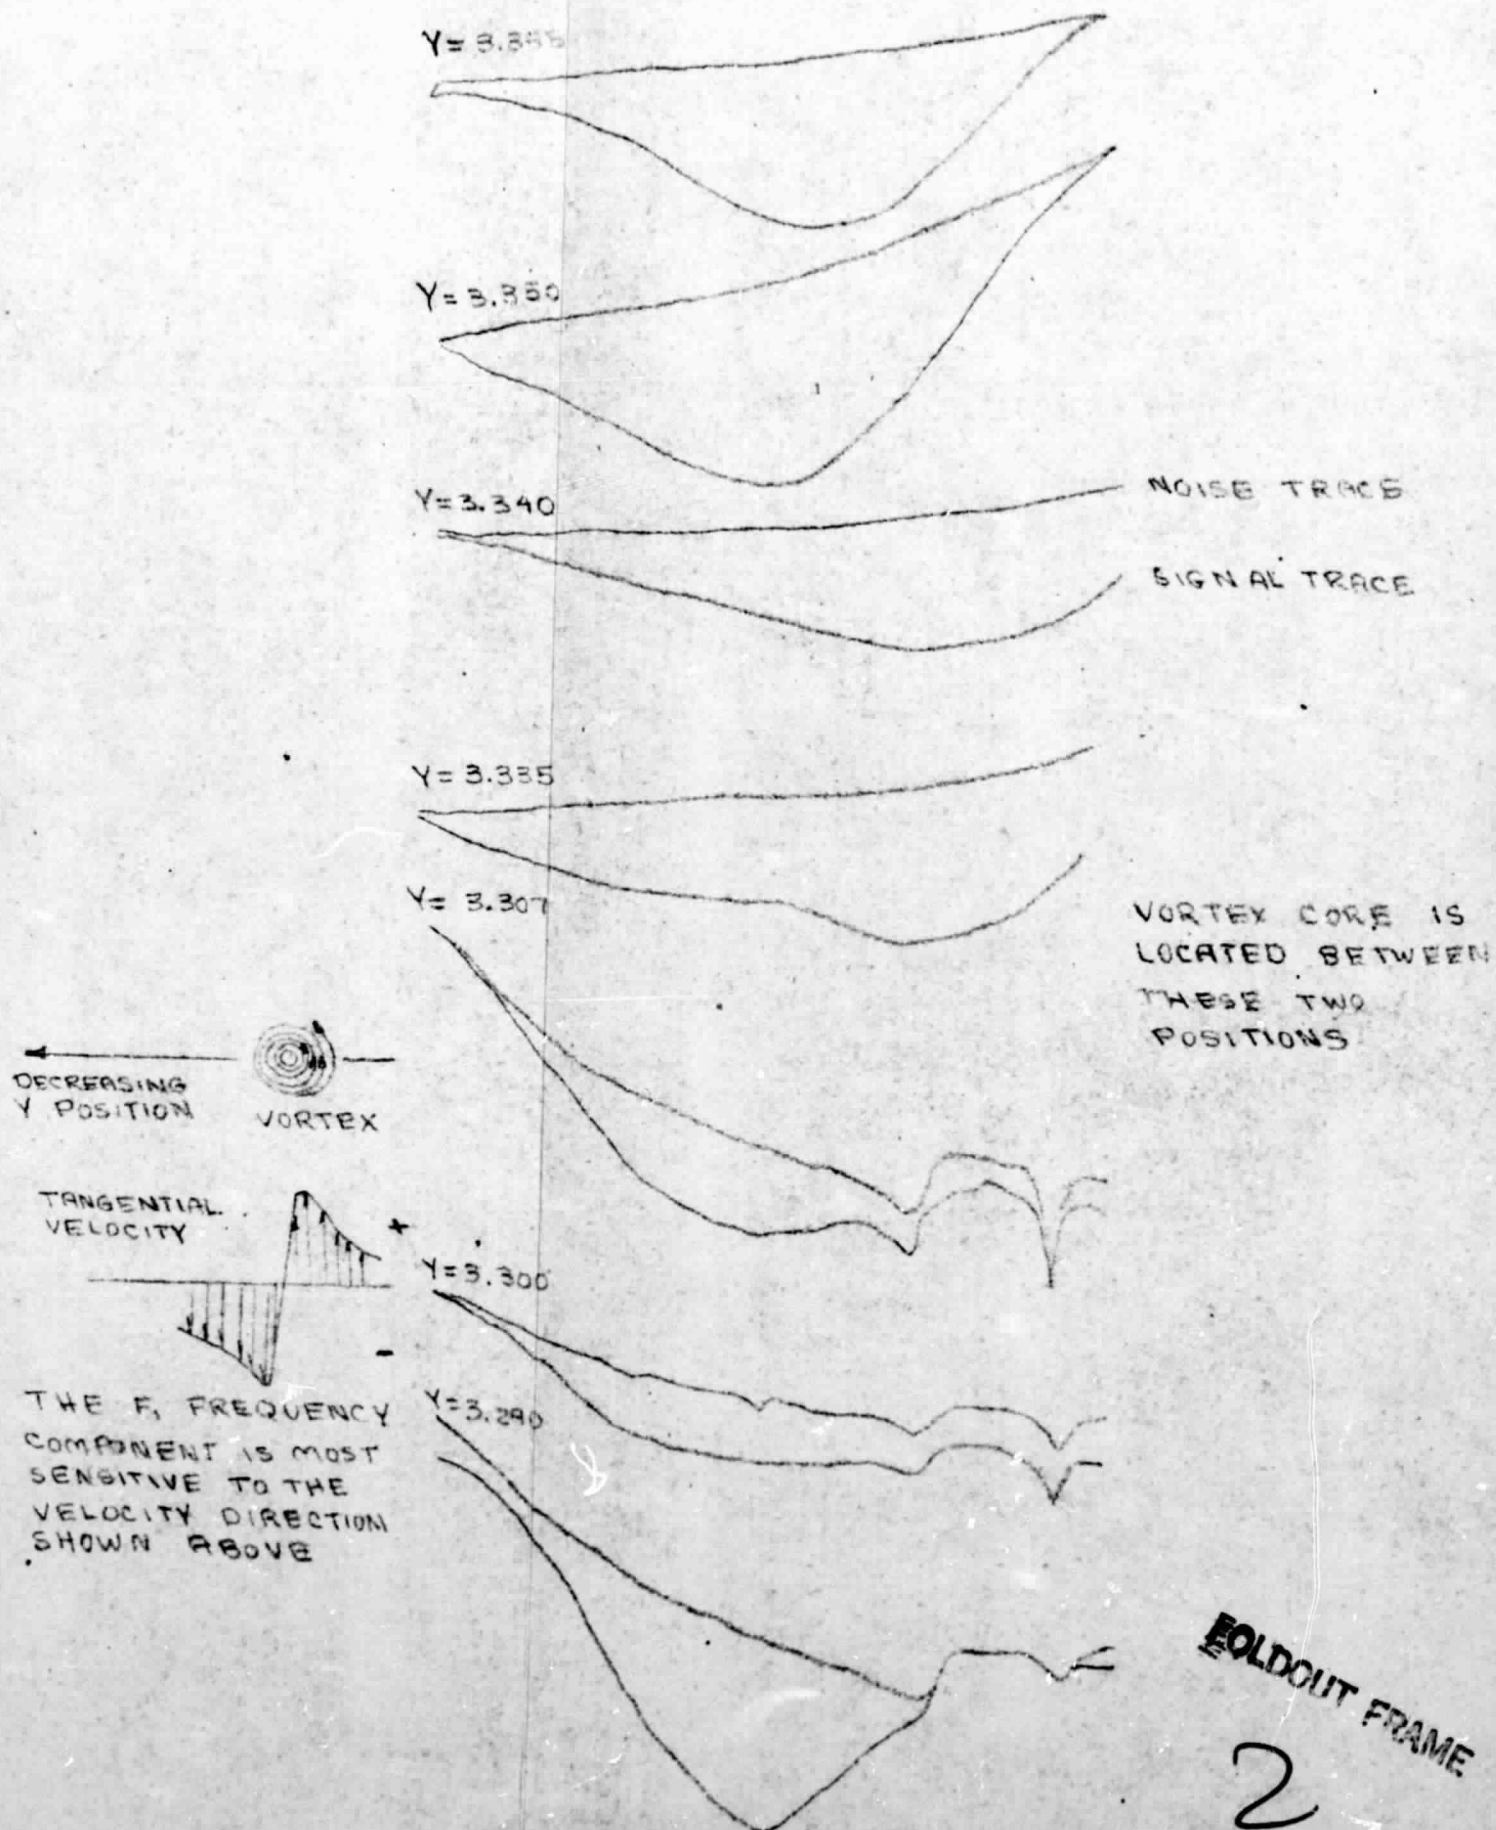 Y= 3.355
Y= 3.350
Y= 3.340
NOISE TRACE
SIGNAL TRACE
Y= 3.335
Y= 3.307
VORTEX CORE IS
LOCATED BETWEEN
THESE TWO
POSITIONS
DECREASING
Y POSITION
VORTEX
TANGENTIAL
VELOCITY
+
-
Y=3.300
Y=3.290
THE F, FREQUENCY
COMPONENT IS MOST
SENSITIVE TO THE
VELOCITY DIRECTION
SHOWN ABOVE
FOLDOUT FRAME
2